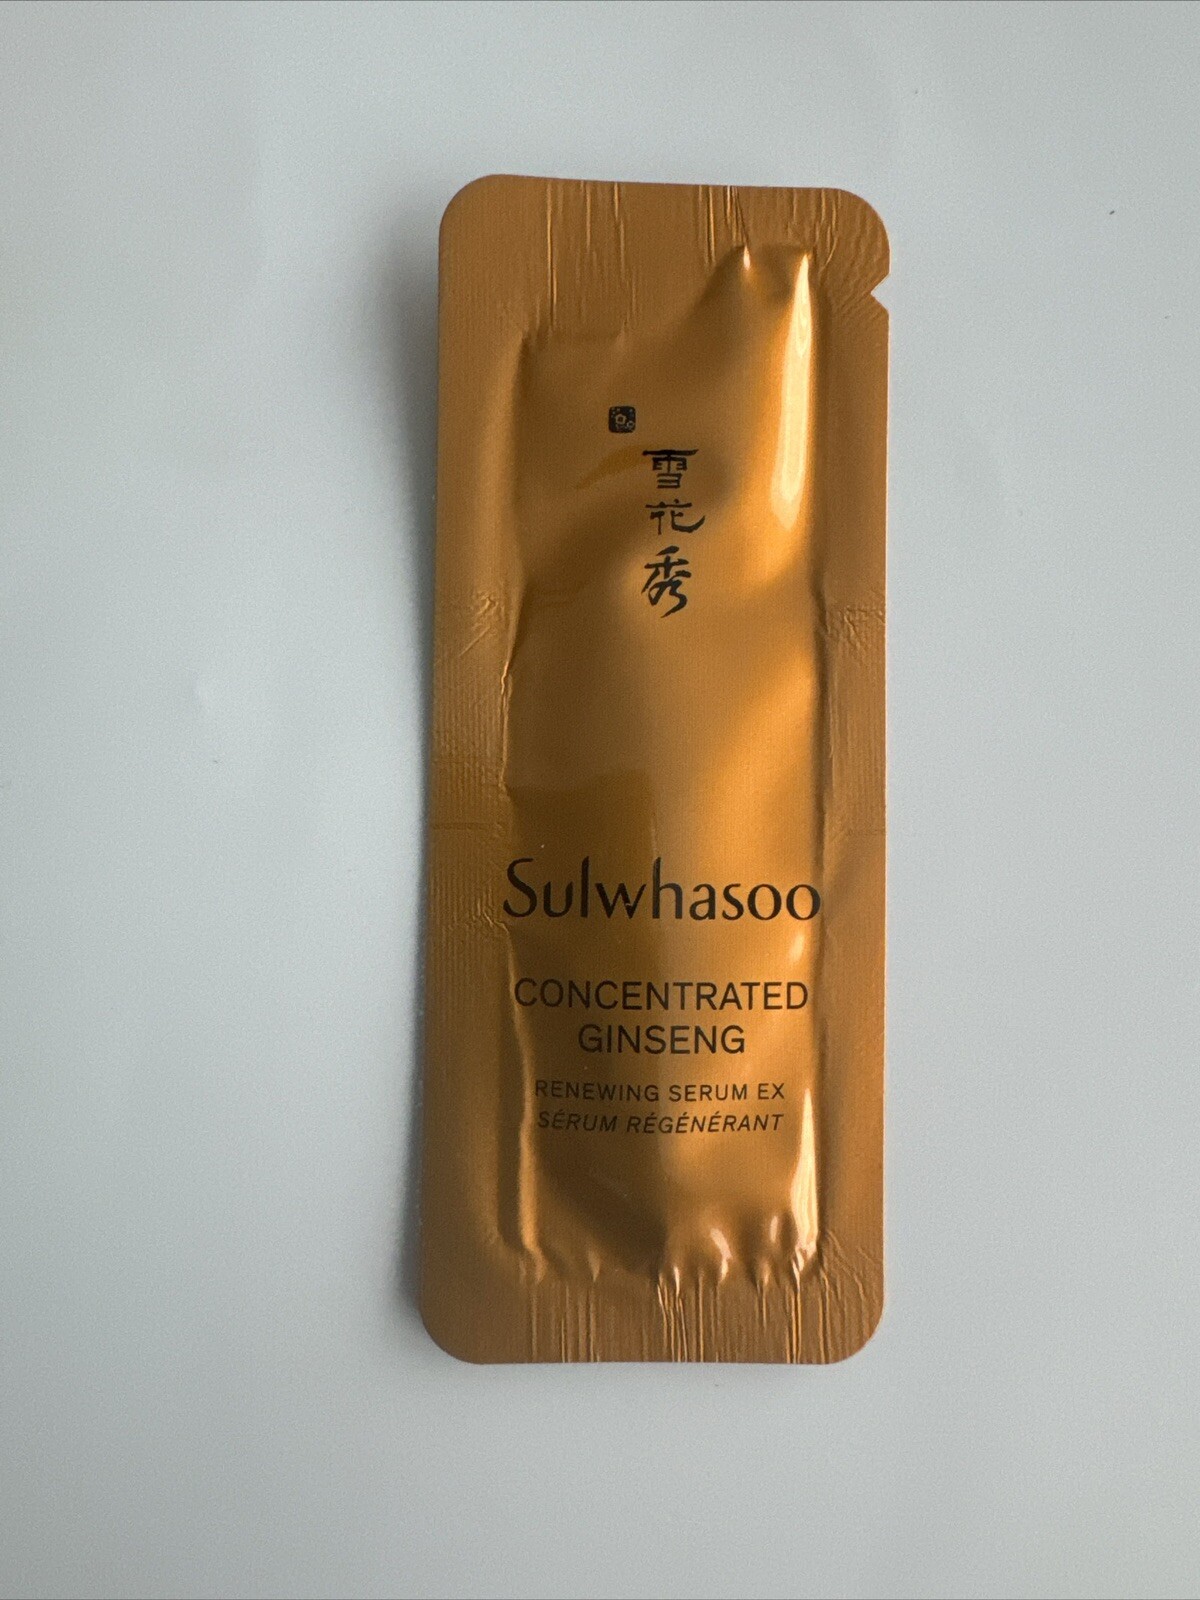 雪花秀
Sulwhasoo
CONCENTRATED
GINSENG
RENEWING SERUM EX
SÉRUM RÉGÉNÉRANT